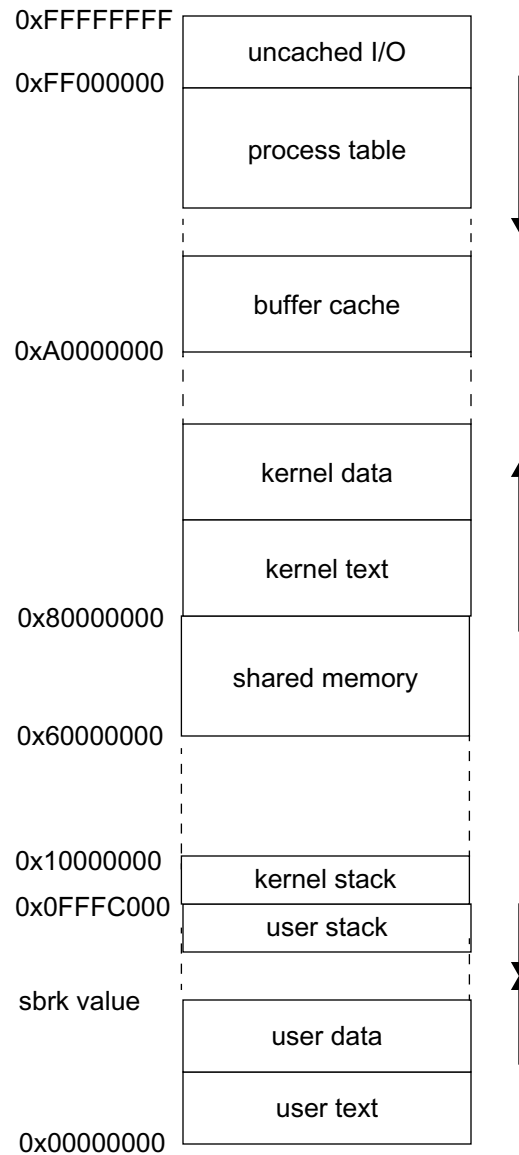 0xFFFFFFFF
uncached I/O
0xFF000000
process table
buffer cache
0xA0000000
kernel data
kernel text
0x80000000
shared memory
0x60000000
0x10000000
kernel stack
0x0FFFC000
user stack
sbrk value
user data
user text
0x00000000